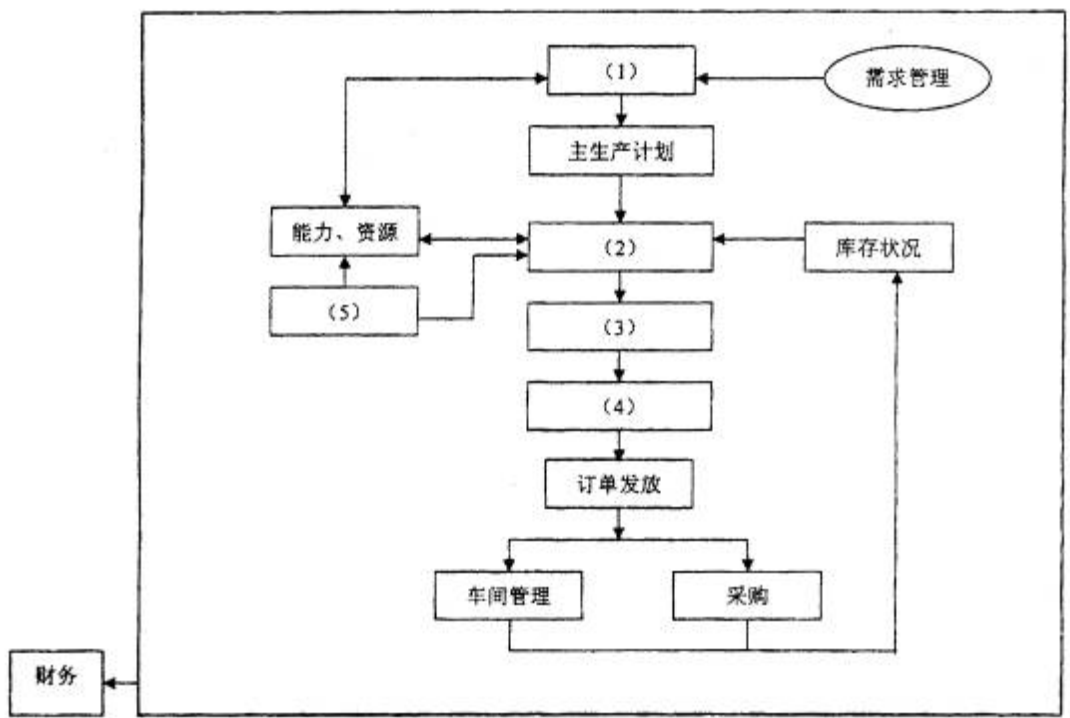 （1）
需求管理
主生产计划
能力、资源
（2）
库存状况
（5）
（3）
（4）
订单发放
车间管理
采购
财务